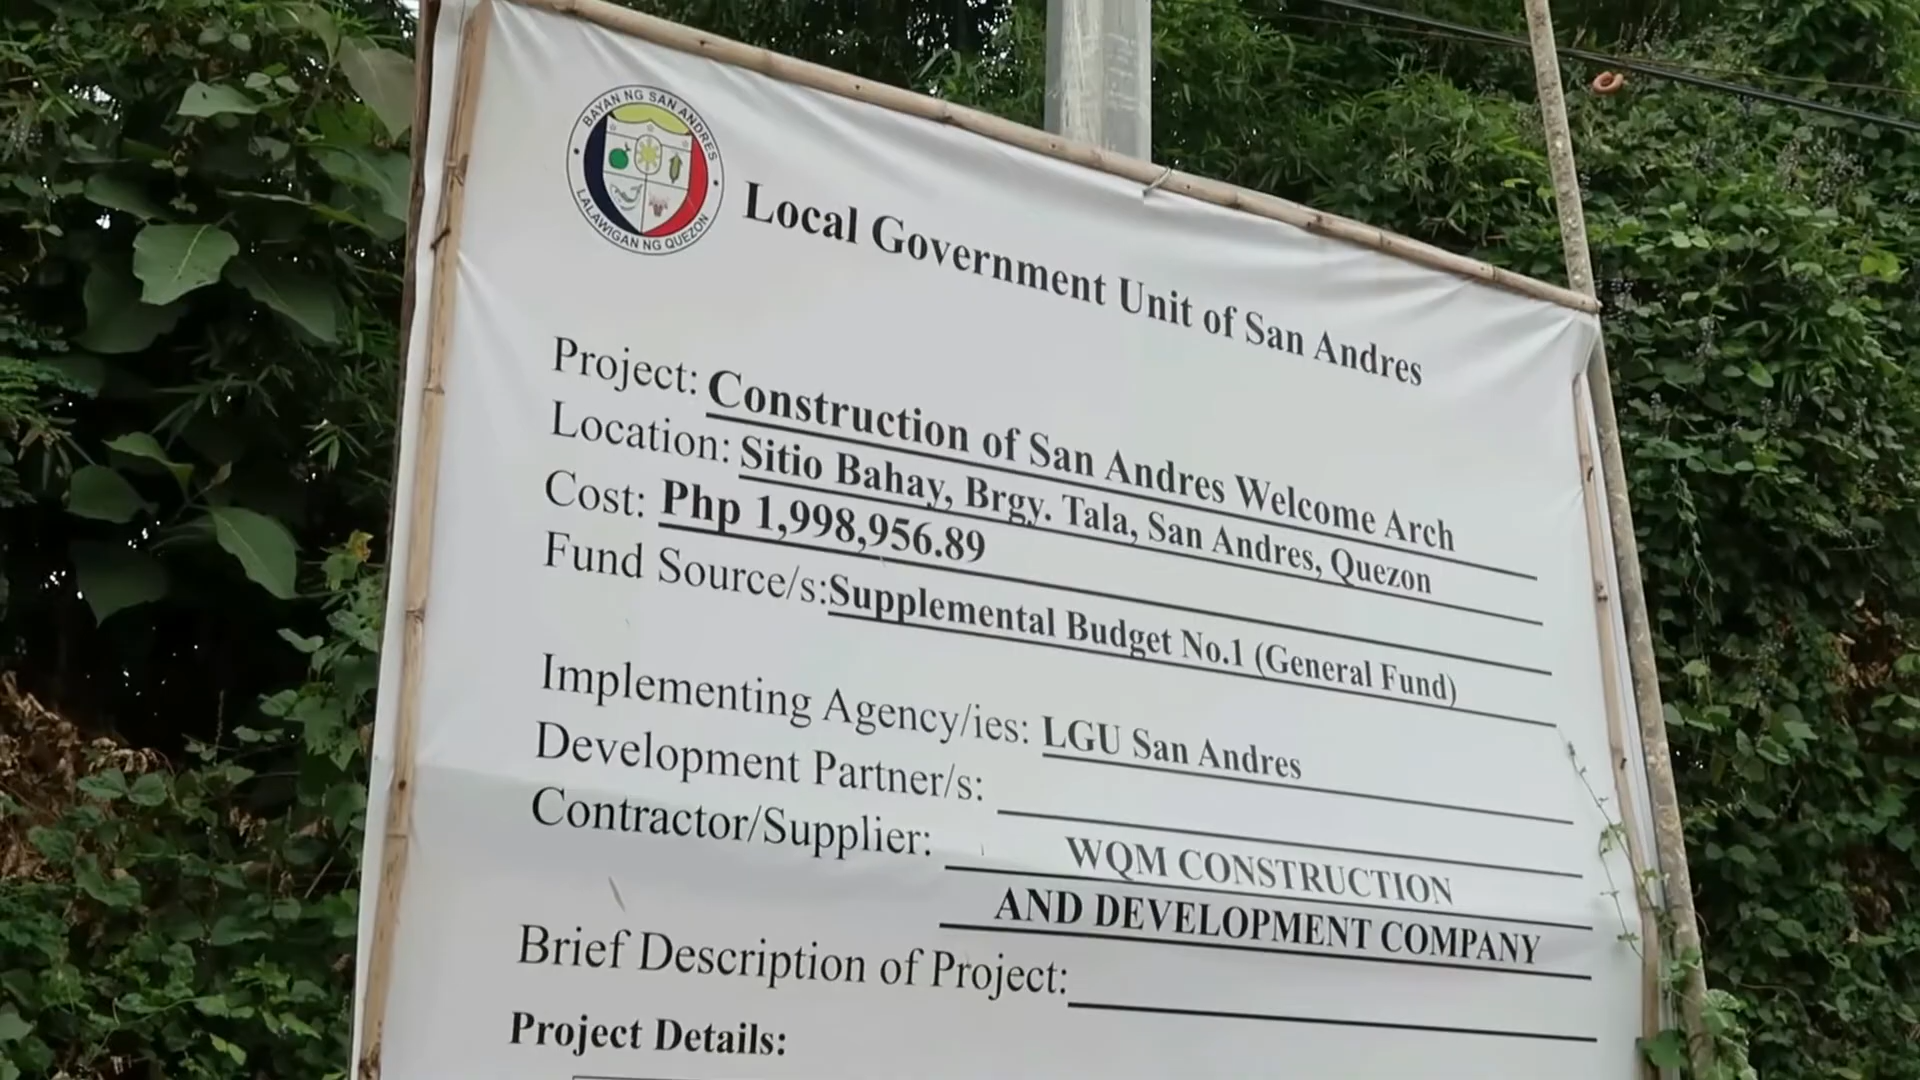 BAYAN NG SAN ANDRES
LALAWIGAN NG QUEZON
Local Government Unit of San Andres
Project: Construction of San Andres Welcome Arch
Location: Sitio Bahay, Brgy. Tala, San Andres, Quezon
Cost: Php 1,998,956.89
Fund Source/s:Supplemental Budget No.1 (General Fund)
Implementing Agency/ies: LGU San Andres
Development Partner/s:
Contractor/Supplier: WQM CONSTRUCTION
AND DEVELOPMENT COMPANY
Brief Description of Project:
Project Details: